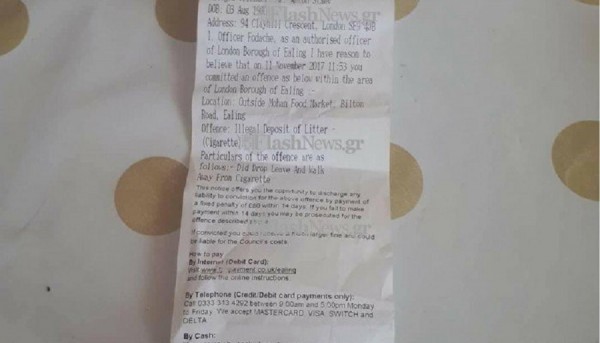 FlashNews.gr
DOB: 03 Aug
Address: 94 Crescent, London
1. Officer Fodeche, as an authorised officer
of London Borough of Ealing I have reason to
believe that on 11 November 2017 11:53 you
committed an offence as below within the area
of London Borough of Ealing :-
Location: Outside Mohan Food Market, Bilton
Road, Ealing
Offence: Illegal Deposit of Litter -
(Cigarette)
FlashNews.gr
Particulars of the offence are as
follows:- Did Drop Leave And Walk
Away From Cigarette
This notice offers you the opportunity to discharge any
liability to conviction for the above offence by payment of
a fixed penalty of £80 within 14 days. If you fail to make
payment within 14 days you may be prosecuted for the
offence described
If convicted you larger fine and could
be liable for the Council's costs.
How to pay
By Internet (Debit Card):
Visit
and follow the online instructions.
By Telephone (Credit/Debit card payments only):
Call 0333 313 4292 between 9:00am and 5:00pm Monday
to Friday. We accept MASTERCARD, VISA, SWITCH and
DELTA.
By Cash: